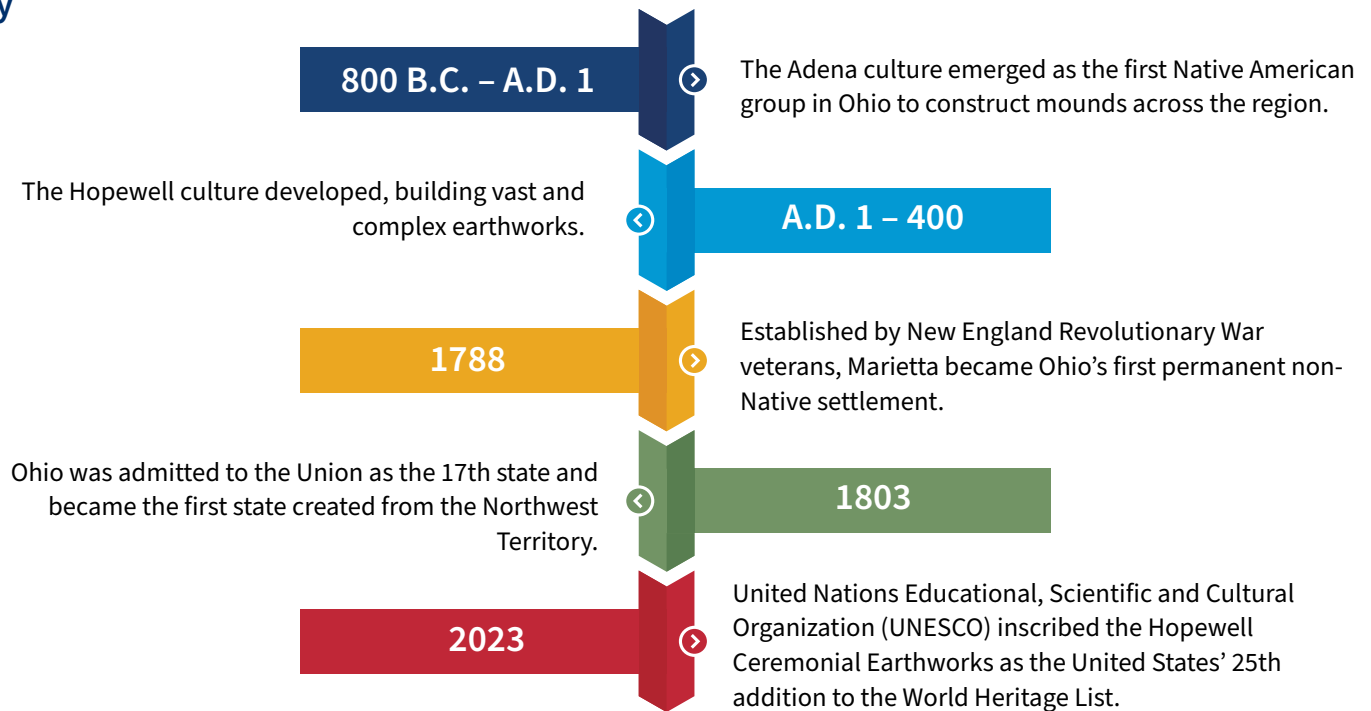 y
800 B.C. – A.D. 1
The Adena culture emerged as the first Native American
group in Ohio to construct mounds across the region.
The Hopewell culture developed, building vast and
complex earthworks.
A.D. 1 – 400
1788
Established by New England Revolutionary War
veterans, Marietta became Ohio’s first permanent non-
Native settlement.
Ohio was admitted to the Union as the 17th state and
became the first state created from the Northwest
Territory.
1803
2023
United Nations Educational, Scientific and Cultural
Organization (UNESCO) inscribed the Hopewell
Ceremonial Earthworks as the United States’ 25th
addition to the World Heritage List.